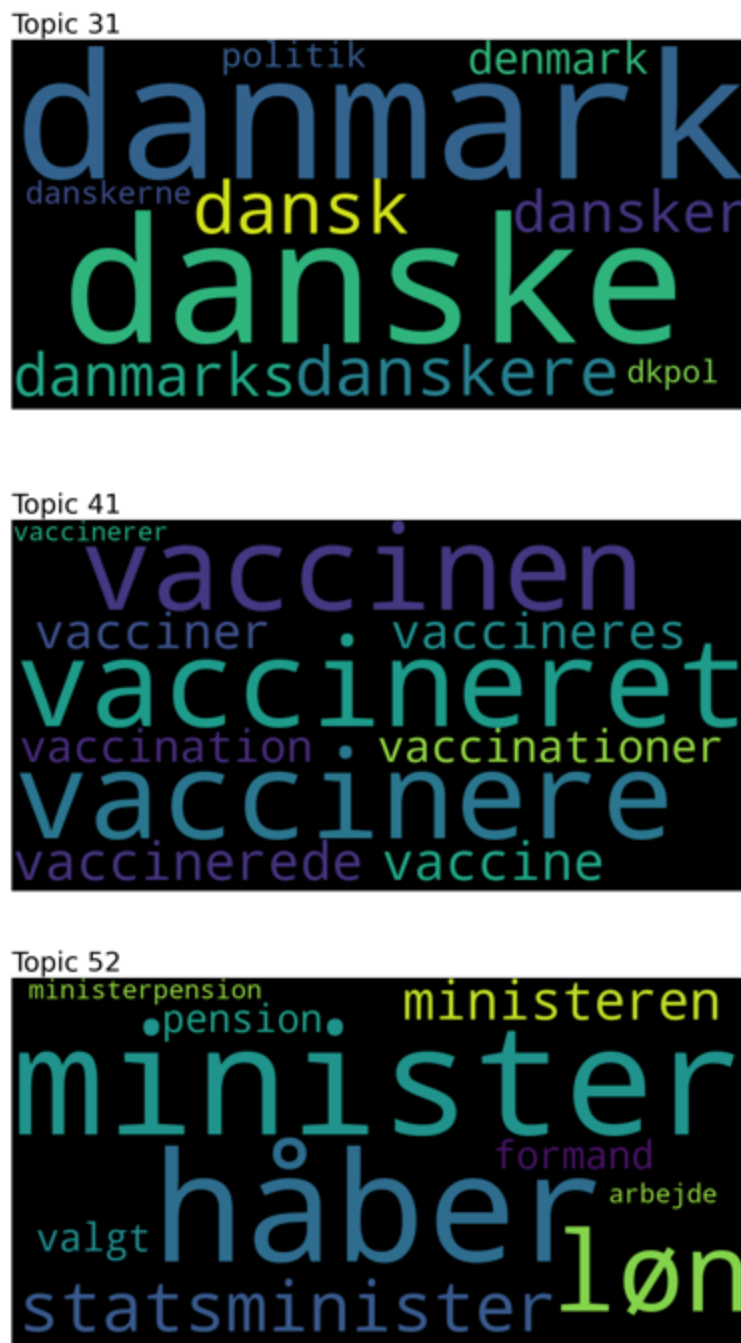 Topic 31
politik denmark
danmark
danskerne dansk dansker
danske
danmarks danskere dkpol
Topic 41
vaccinerer
vaccinen
vacciner vaccineres
vaccineret
vaccination vaccinationer
vaccinere
vaccinerede vaccine
Topic 52
ministerpension ministeren
pension
minister
formand
håber arbejde
valgt løn
statsminister